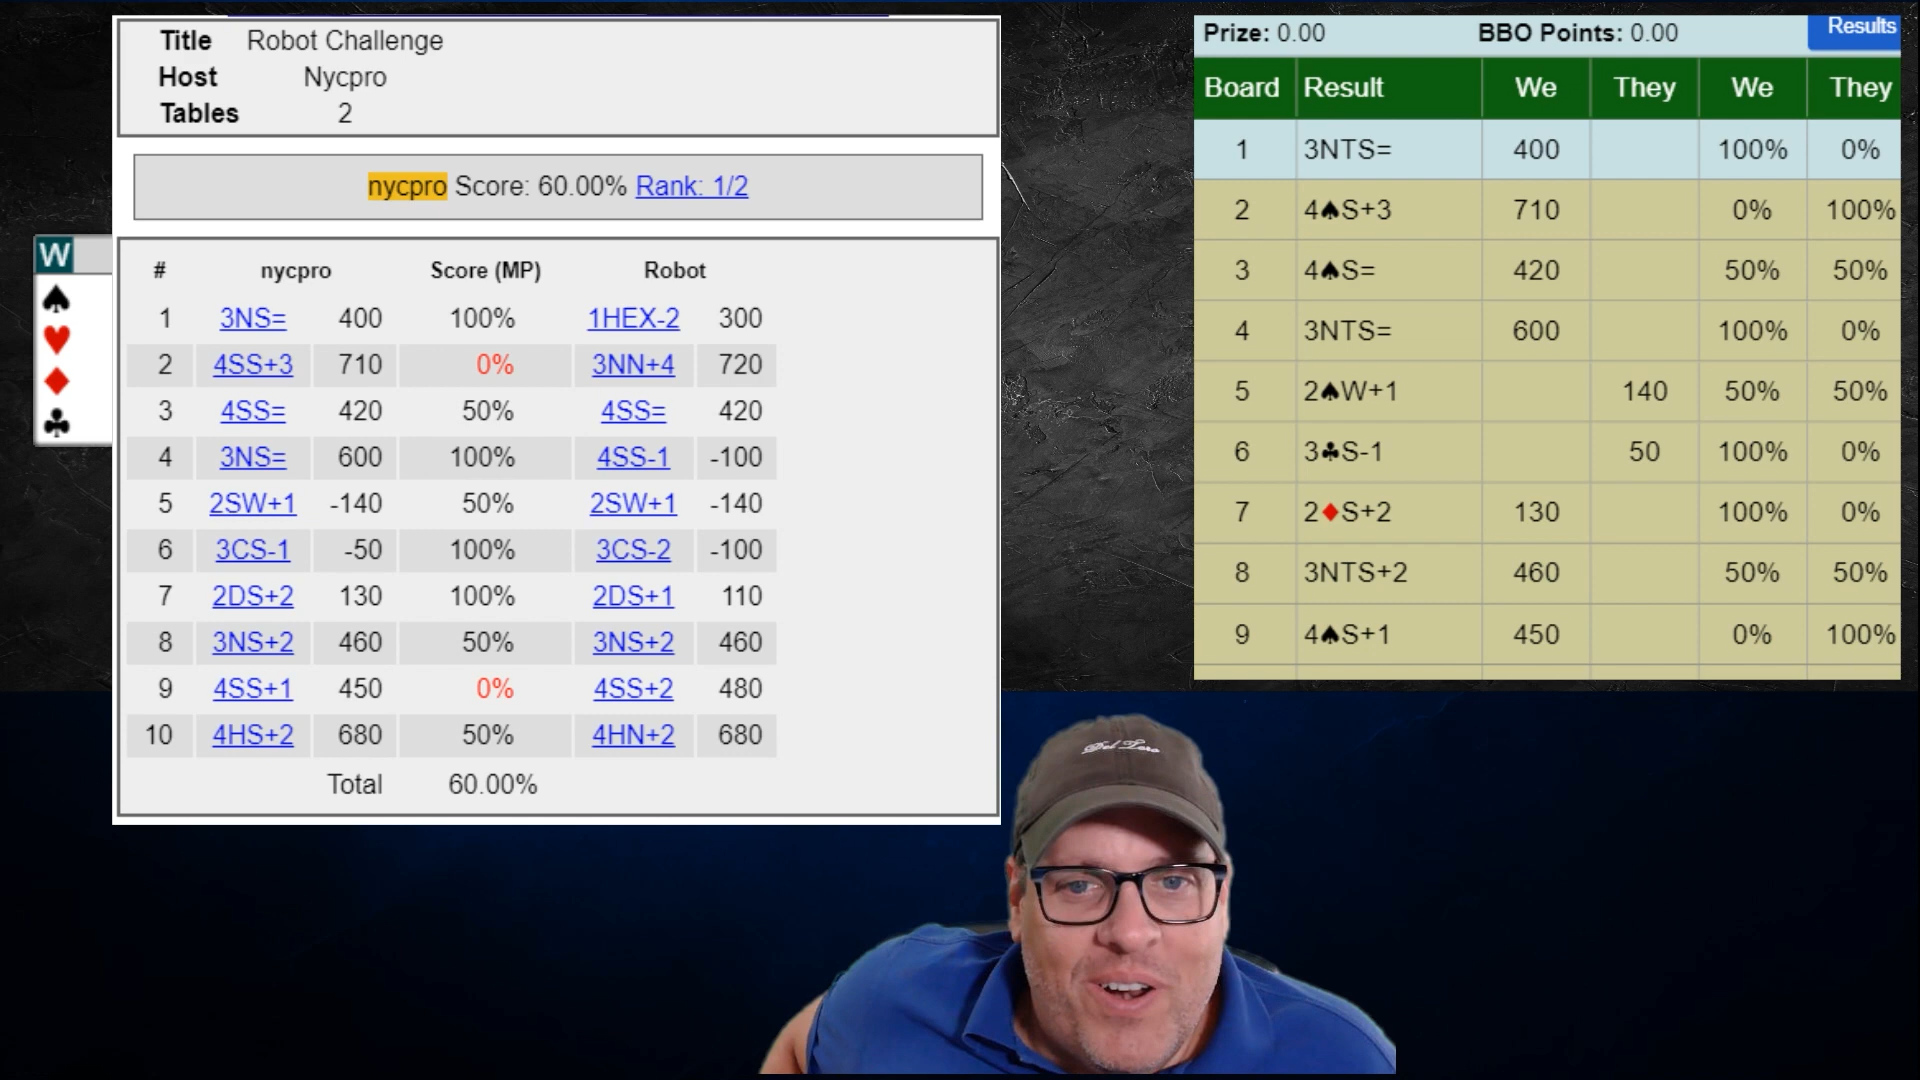 Title Robot Challenge
Host Nycpro
Tables 2
nycpro Score: 60.00% Rank: 1/2
W
♠
♥
♦
♣
# nycpro Score (MP) Robot
1 3NS= 400 100% 1HEX-2 300
2 4SS+3 710 0% 3NN+4 720
3 4SS= 420 50% 4SS= 420
4 3NS= 600 100% 4SS-1 -100
5 2SW+1 -140 50% 2SW+1 -140
6 3CS-1 -50 100% 3CS-2 -100
7 2DS+2 130 100% 2DS+1 110
8 3NS+2 460 50% 3NS+2 460
9 4SS+1 450 0% 4SS+2 480
10 4HS+2 680 50% 4HN+2 680
Total 60.00%
Prize: 0.00 BBO Points: 0.00 Results
Board Result We They We They
1 3NTS= 400 100% 0%
2 4♠S+3 710 0% 100%
3 4♠S= 420 50% 50%
4 3NTS= 600 100% 0%
5 2♠W+1 140 50% 50%
6 3♣S-1 50 100% 0%
7 2♦S+2 130 100% 0%
8 3NTS+2 460 50% 50%
9 4♠S+1 450 0% 100%